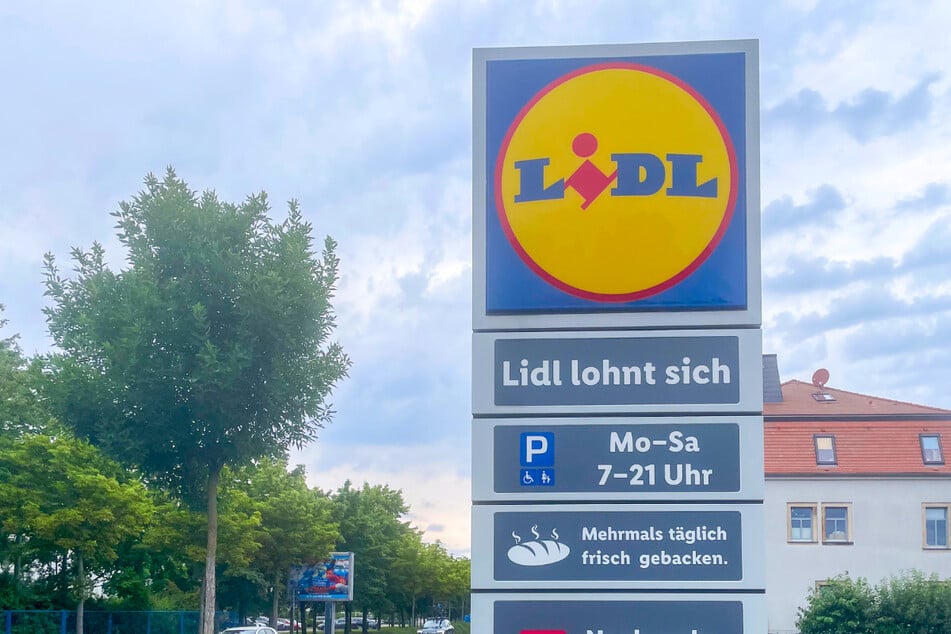 LiDL
Lidl lohnt sich
P
Mo–Sa
7–21 Uhr
Mehrmals täglich
frisch gebacken.